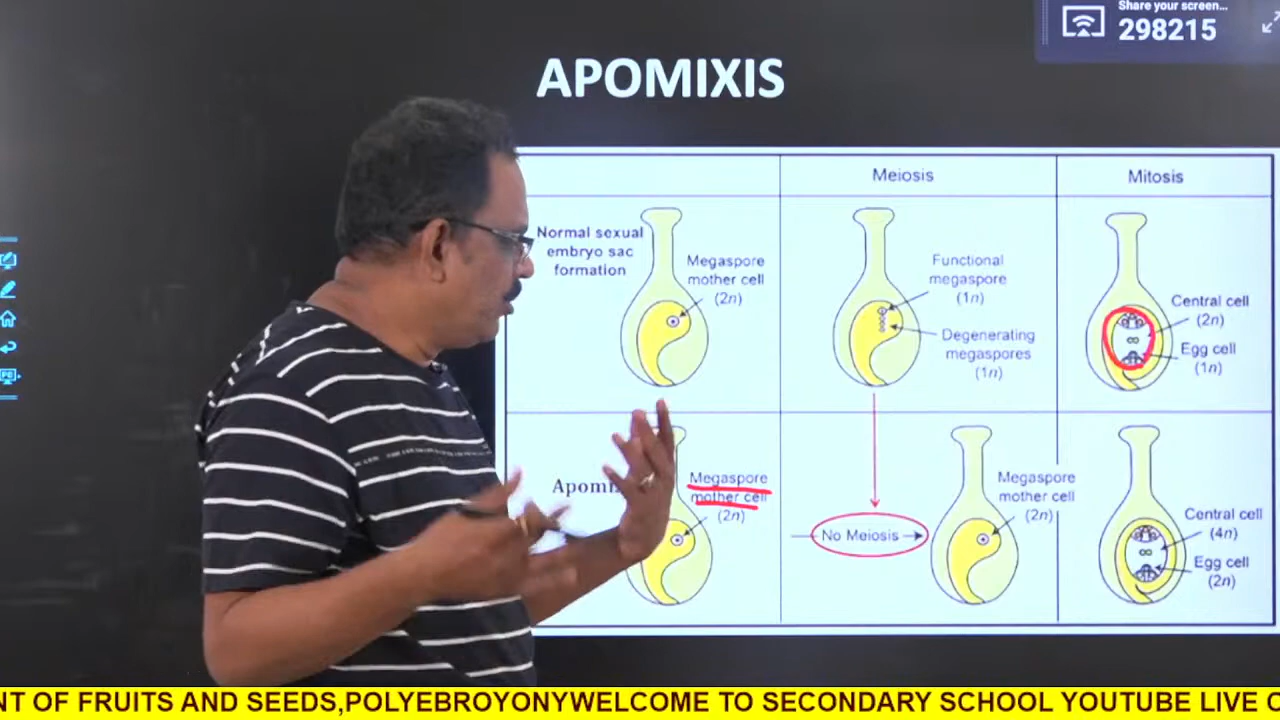 Share your screen...
298215
APOMIXIS
Meiosis
Mitosis
Normal sexual
embryo sac
formation
Megaspore
mother cell
(2n)
Functional
megaspore
(1n)
Degenerating
megaspores
(1n)
Central cell
(2n)
Egg cell
(1n)
Megaspore
mother cell
(2n)
No Meiosis
Megaspore
mother cell
(2n)
Central cell
(4n)
Egg cell
(2n)
NT OF FRUITS AND SEEDS,POLYEBROYONYWELCOME TO SECONDARY SCHOOL YOUTUBE LIVE